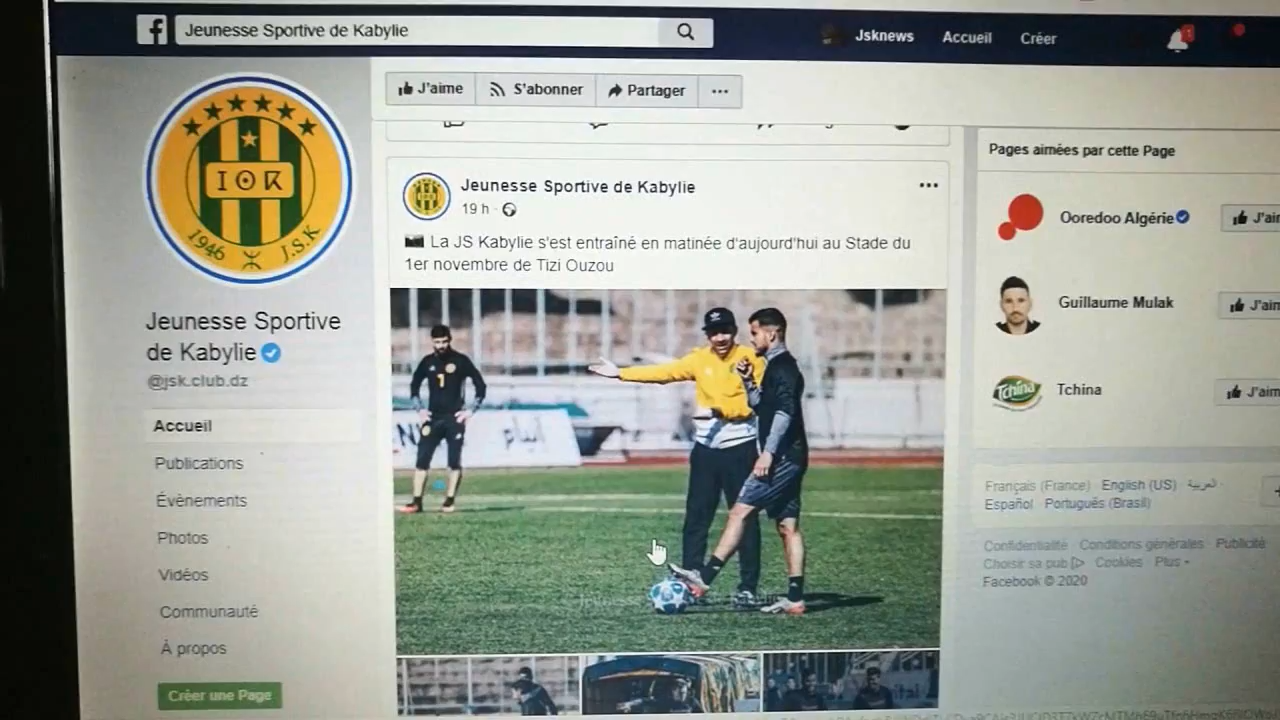 Jeunesse Sportive de Kabylie
Jsknews
Accueil
Créer
1
J'aime
S'abonner
Partager
1946
J.S.K
Jeunesse Sportive
de Kabylie
@jsk.club.dz
Accueil
Publications
Évènements
Photos
Vidéos
Communauté
À propos
Créer une Page
Jeunesse Sportive de Kabylie
19 h
La JS Kabylie s'est entraîné en matinée d'aujourd'hui au Stade du
1er novembre de Tizi Ouzou
Pages aimées par cette Page
Ooredoo Algérie
Guillaume Mulak
Tchina
Tchina
Français (France) English (US) العربية
Español Português (Brasil)
Confidentialité Conditions générales Publicité
Choisir sa pub Cookies Plus
Facebook © 2020